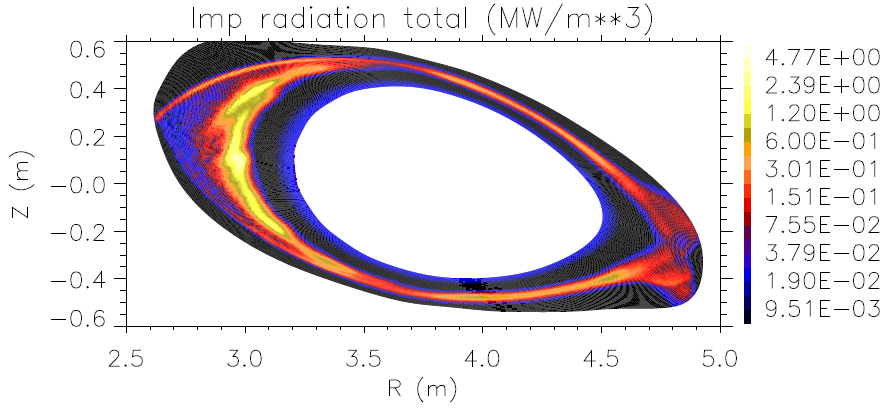 Imp radiation total (MW/m**3)
0.6
0.4
0.2
-0.0
-0.2
-0.4
-0.6
Z (m)
2.5 3.0 3.5 4.0 4.5 5.0
R (m)
4.77E+00
2.39E+00
1.20E+00
6.00E-01
3.01E-01
1.51E-01
7.55E-02
3.79E-02
1.90E-02
9.51E-03